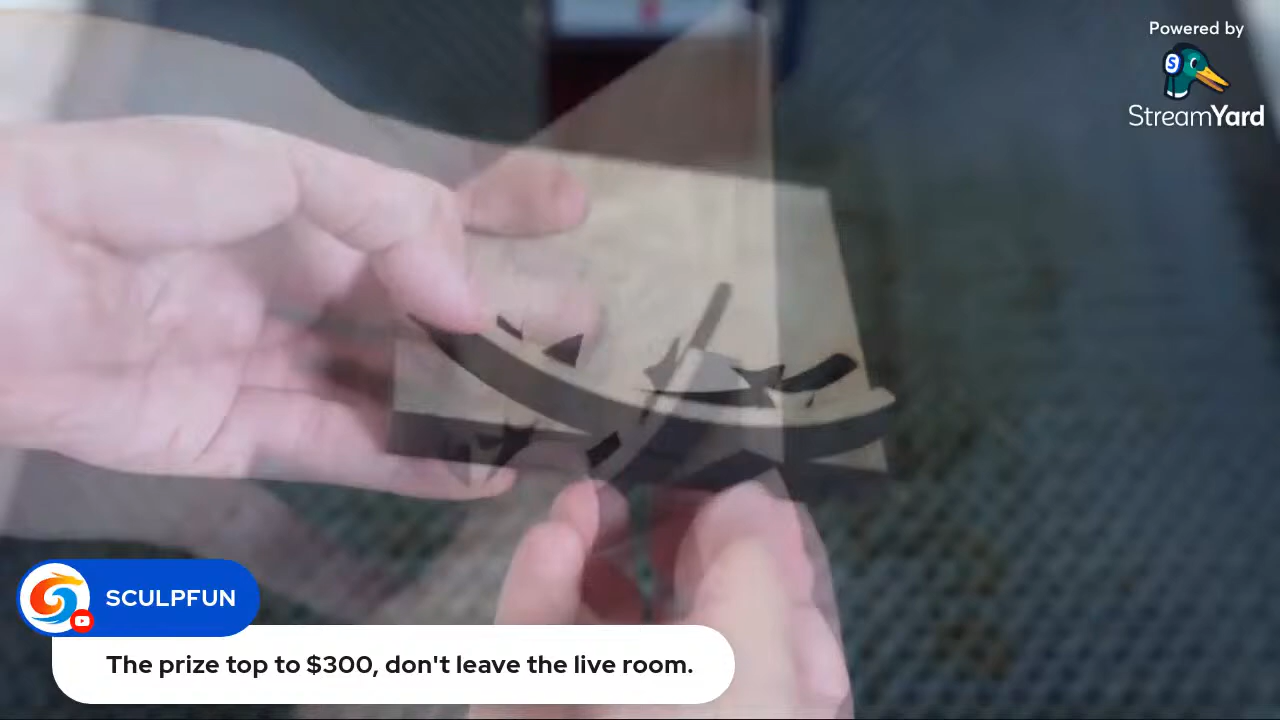 Powered by
StreamYard
SCULPFUN
The prize top to $300, don't leave the live room.